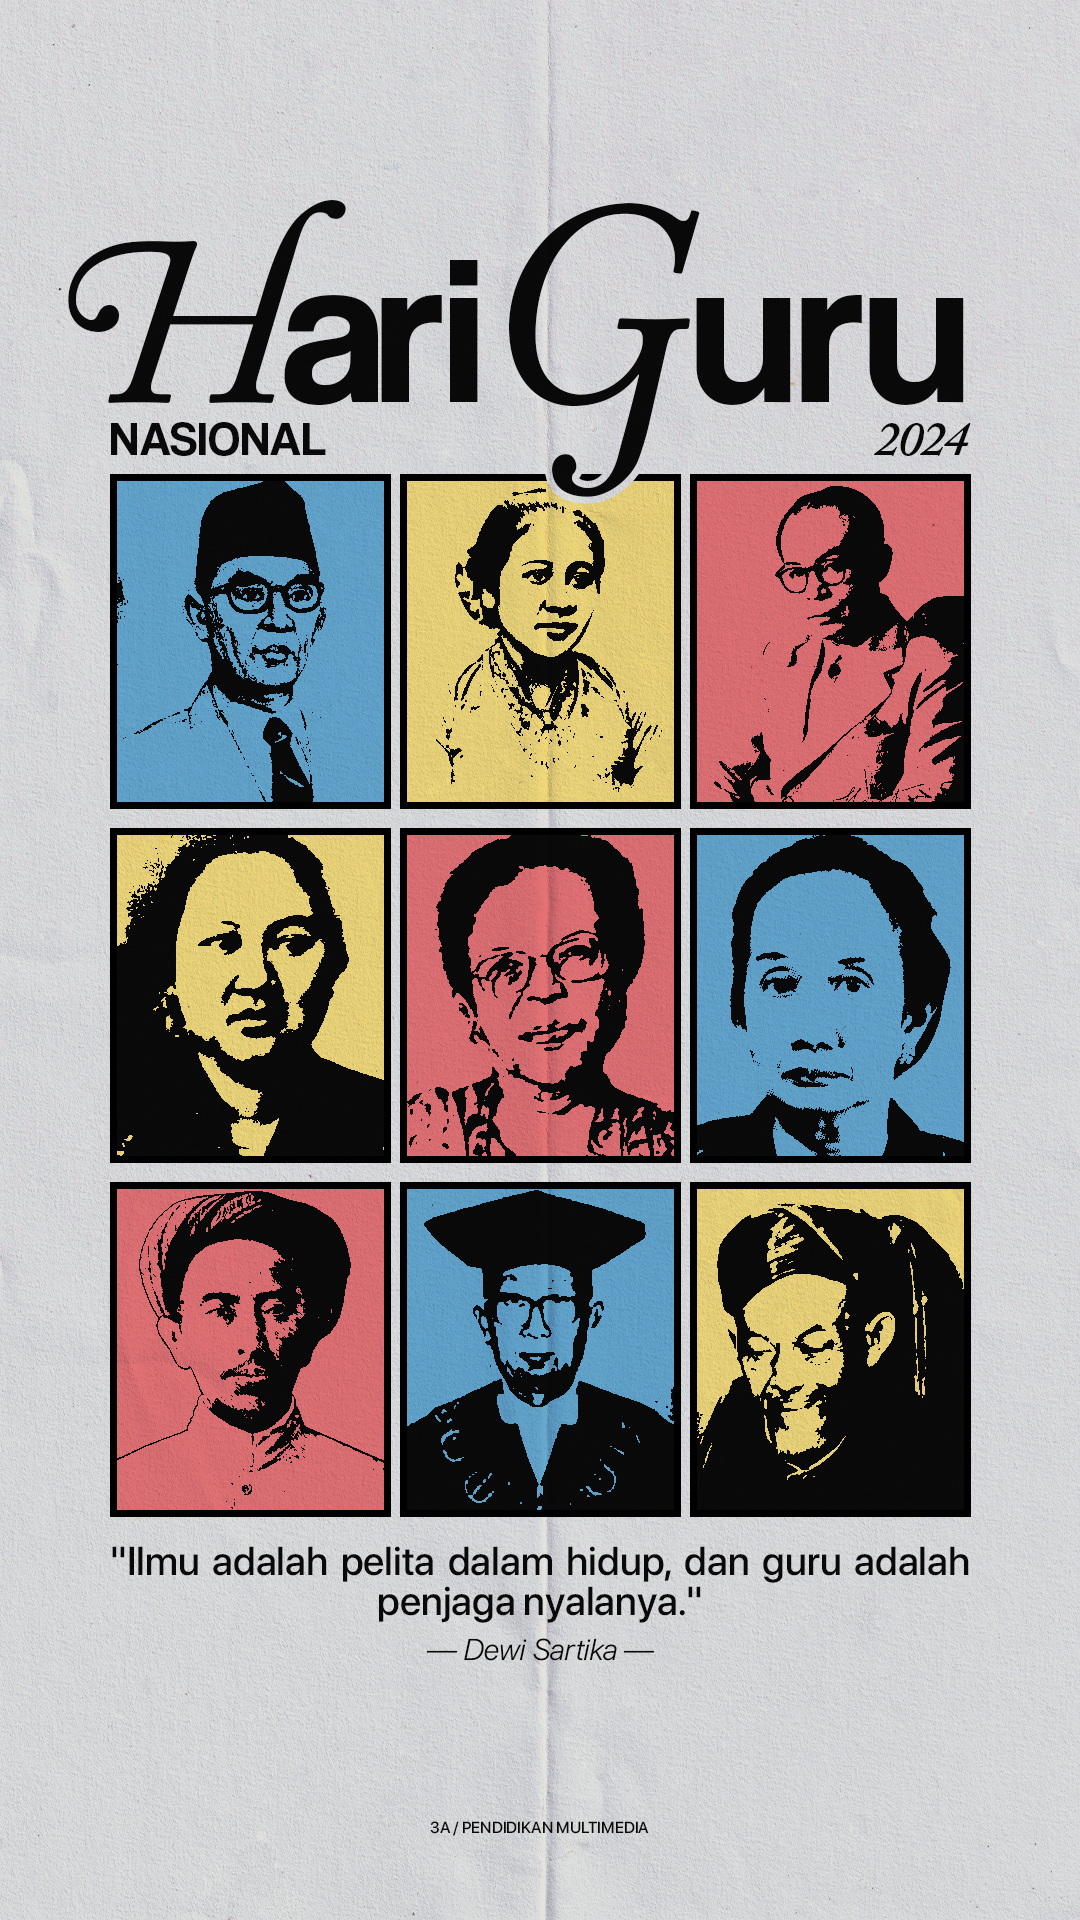 Hari Guru
NASIONAL 2024
"Ilmu adalah pelita dalam hidup, dan guru adalah
penjaga nyalanya."
— Dewi Sartika —
3A / PENDIDIKAN MULTIMEDIA